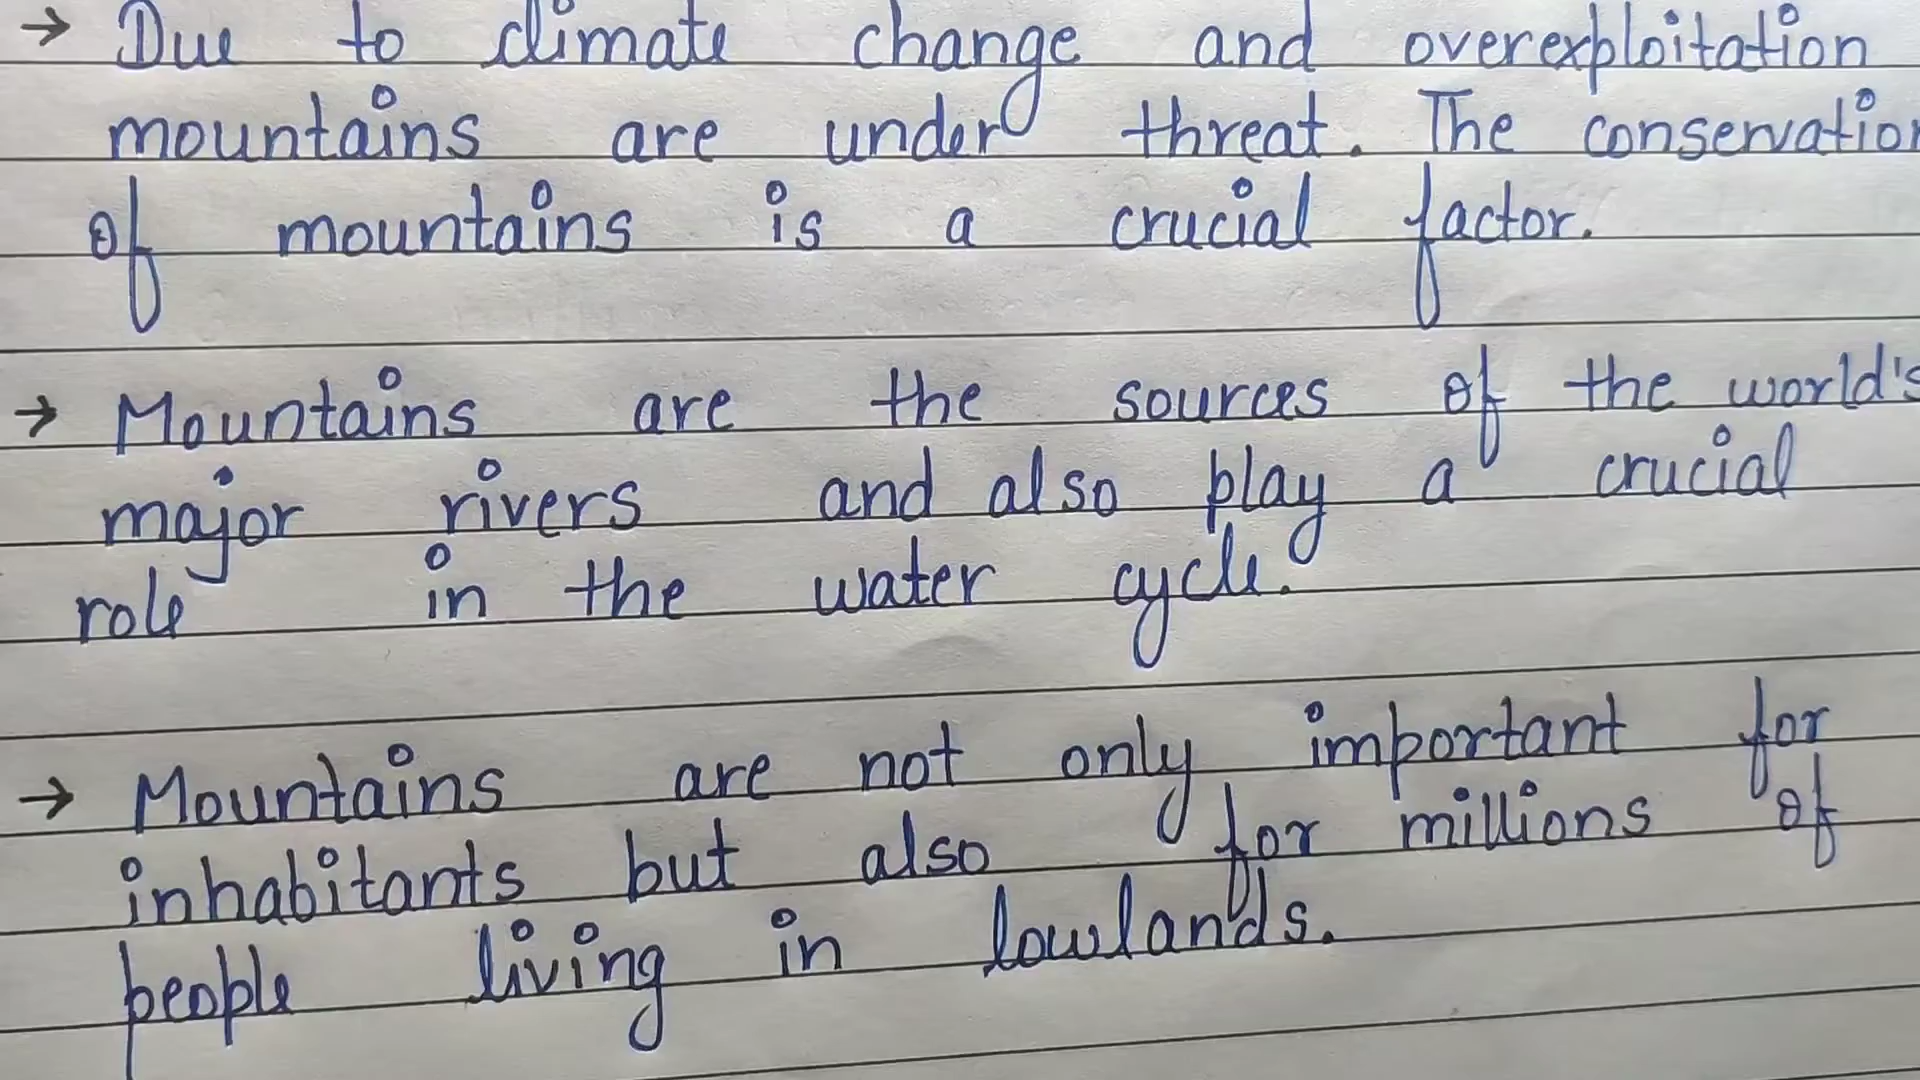 → Due to climate change and overexploitation
mountains are under threat. The conservation
of mountains is a crucial factor.
→ Mountains are the sources of the world's
major rivers and also play a crucial
role in the water cycle.
→ Mountains are not only important for
inhabitants but also for millions of
people living in lowlands.